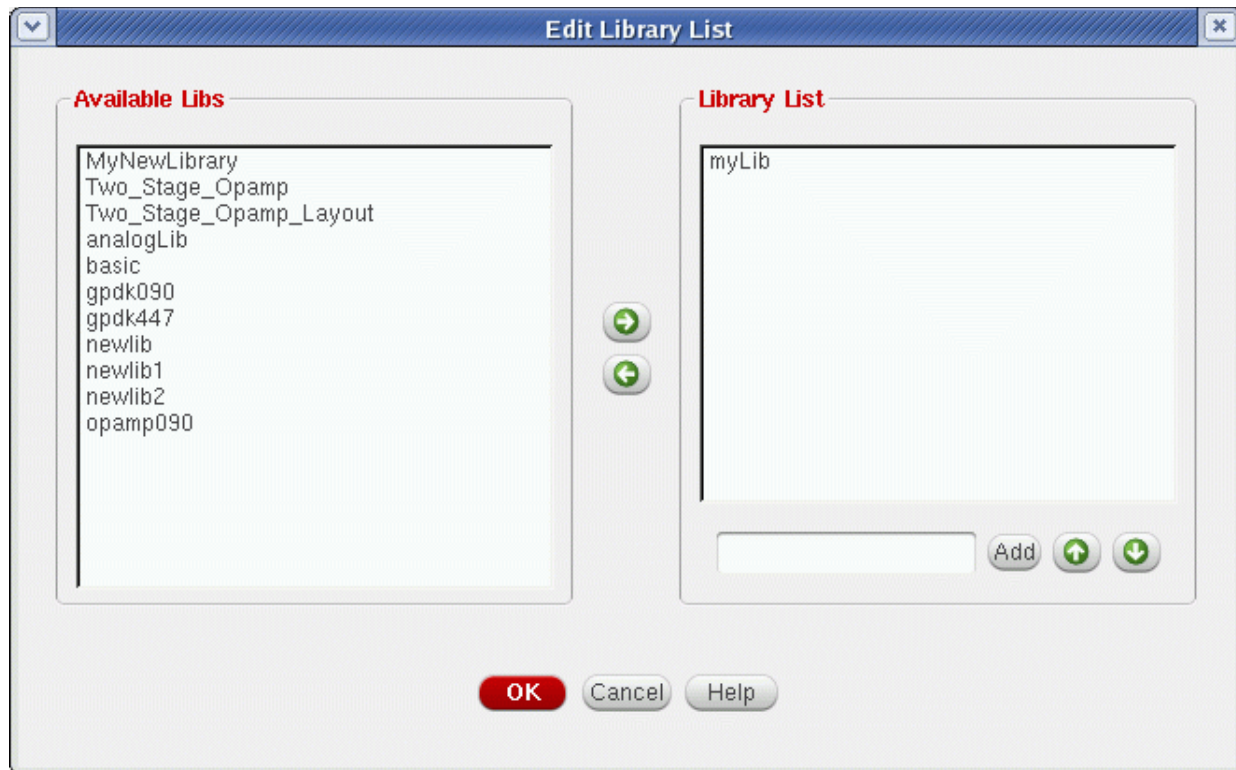 Edit Library List
Available Libs
MyNewLibrary
Two_Stage_Opamp
Two_Stage_Opamp_Layout
analogLib
basic
gpdk090
gpdk447
newlib
newlib1
newlib2
opamp090
Library List
myLib
Add
OK Cancel Help